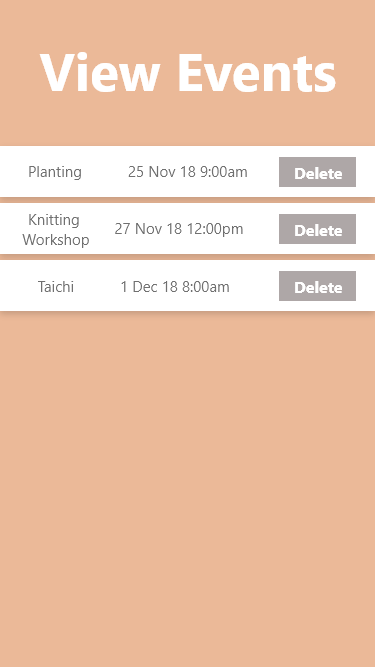 View Events
Planting 25 Nov 18 9:00am Delete
Knitting
Workshop 27 Nov 18 12:00pm Delete
Taichi 1 Dec 18 8:00am Delete